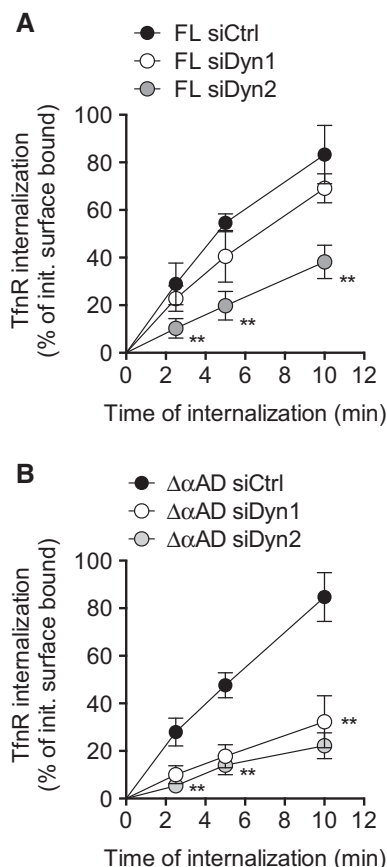 A
FL siCtrl
FL siDyn1
FL siDyn2
100
80
60
40
20
0
TfnR internalization
(% of init. surface bound)
**
**
**
0 2 4 6 8 10 12
Time of internalization (min)
B
ΔαAD siCtrl
ΔαAD siDyn1
ΔαAD siDyn2
100
80
60
40
20
0
TfnR internalization
(% of init. surface bound)
**
**
**
0 2 4 6 8 10 12
Time of internalization (min)